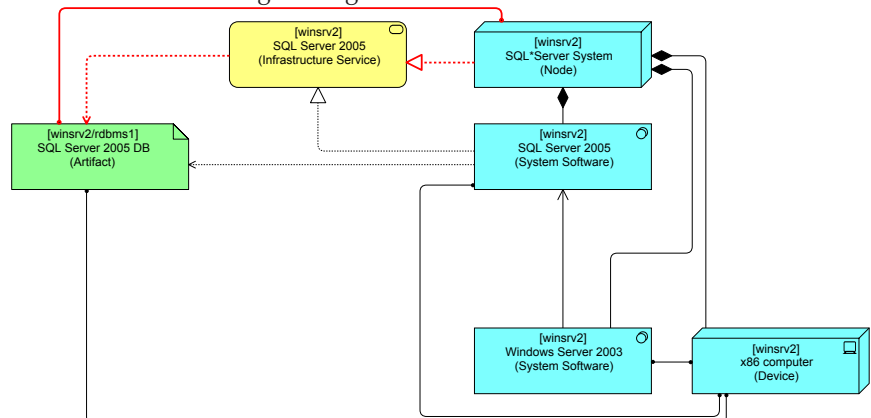 [winsrv2]
SQL Server 2005
(Infrastructure Service)
[winsrv2]
SQL*Server System
(Node)
[winsrv2/rdbms1]
SQL Server 2005 DB
(Artifact)
[winsrv2]
SQL Server 2005
(System Software)
[winsrv2]
Windows Server 2003
(System Software)
[winsrv2]
x86 computer
(Device)